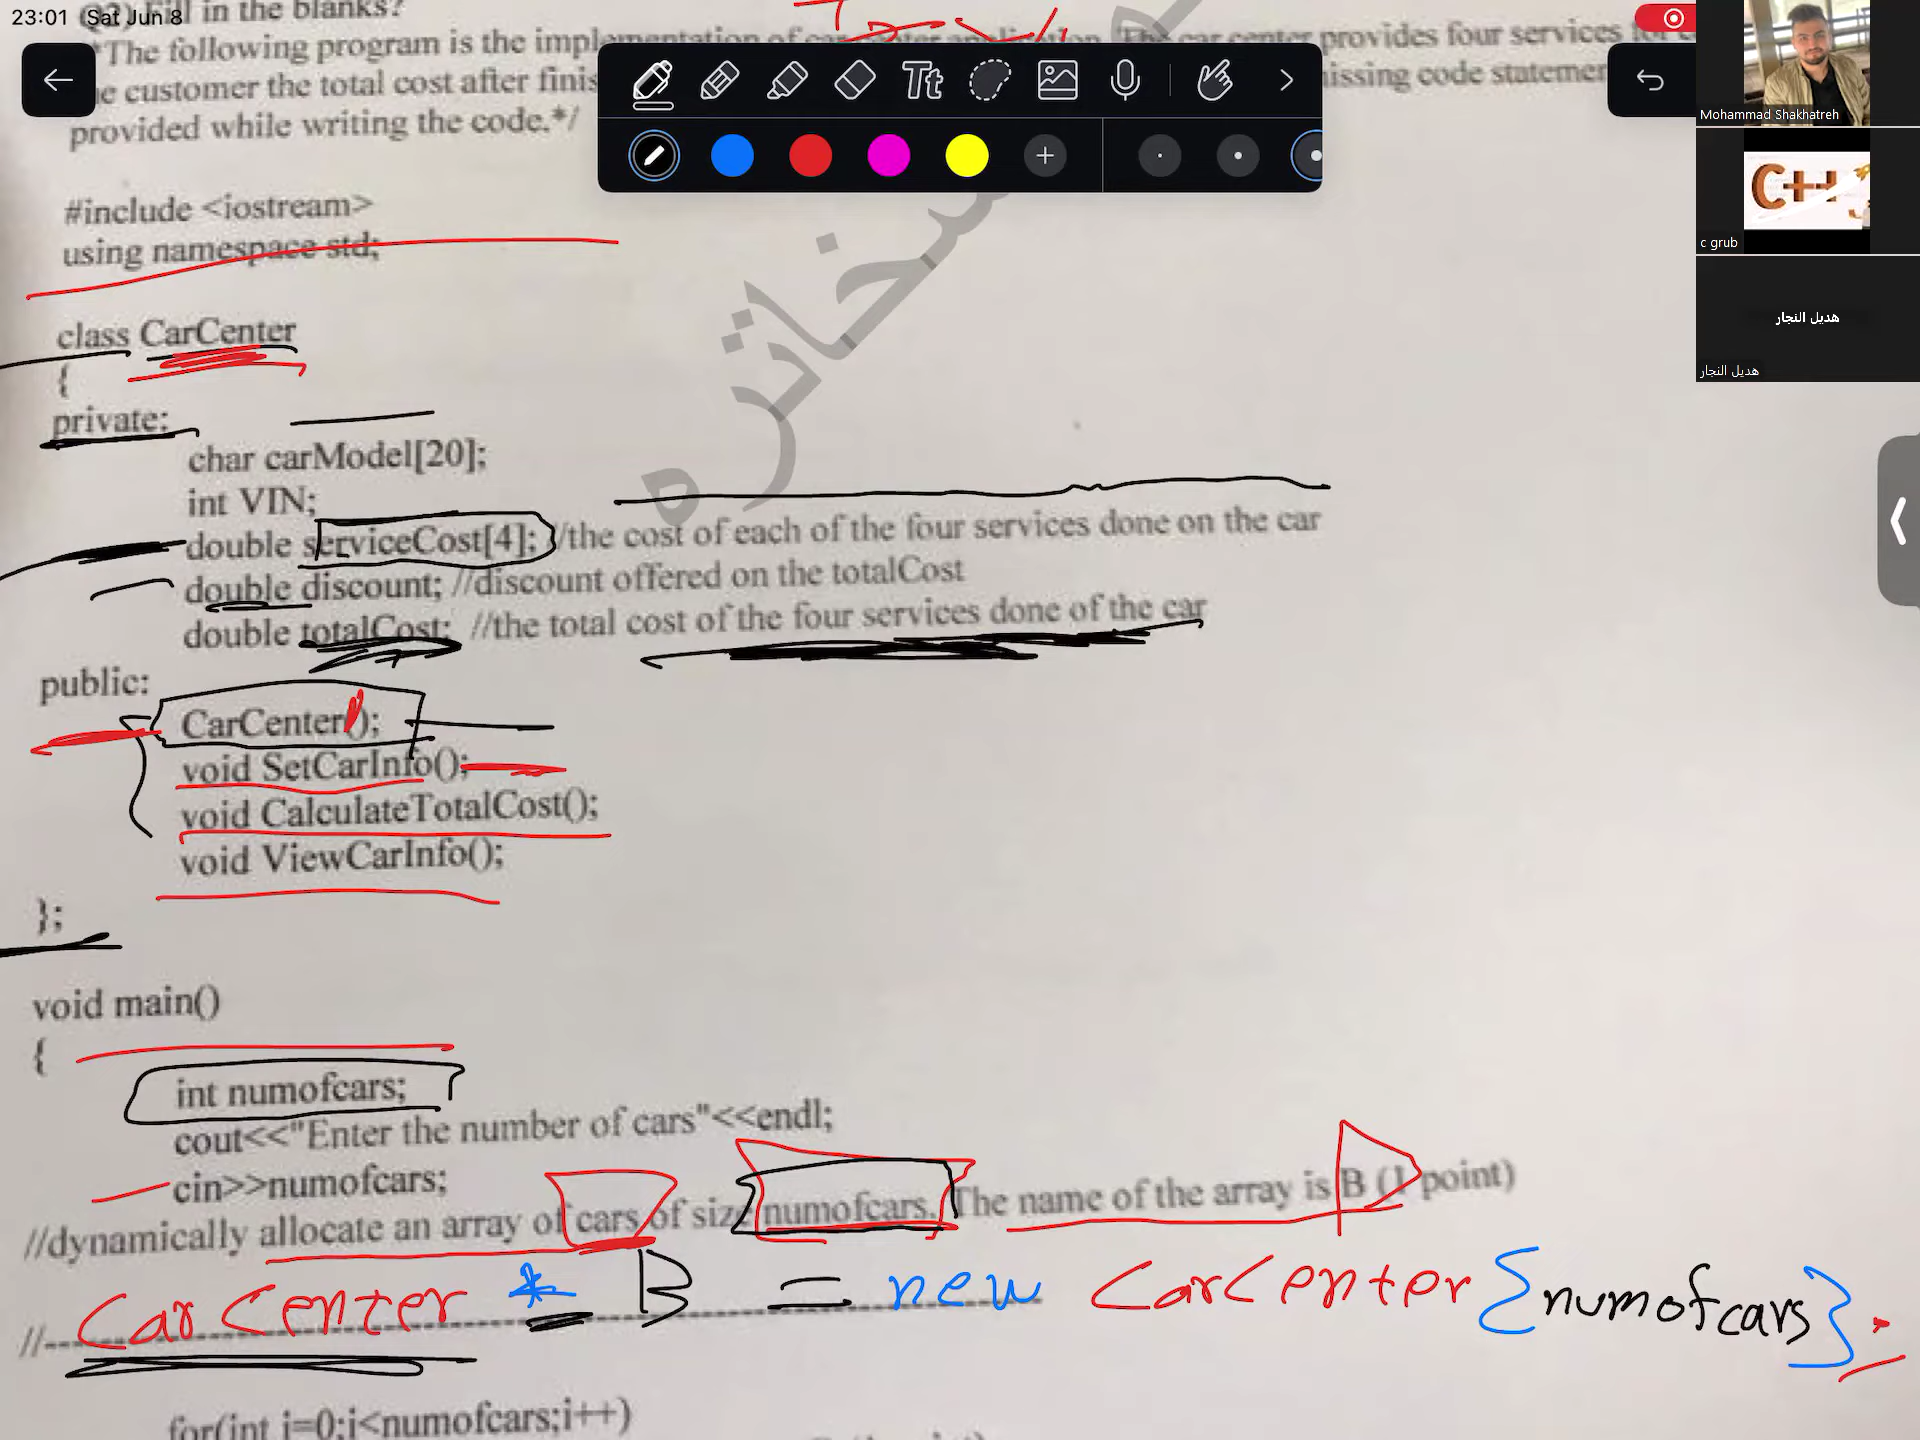 23:01 Sat Jun 8
in the blanks?
The following program is the implementation of car center
car center provides four services
customer the total cost after
missing code
provided while writing the code.*/
Tt
Mohammad Shakhatreh
C++
c grub
هديل النجار
هديل النجار
#include <iostream>
using namespace std;
class CarCenter
{
private:
char carModel[20];
int VIN;
double serviceCost[4]; //the cost of each of the four services done on the car
double discount; //discount offered on the totalCost
double totalCost; //the total cost of the four services done of the car
public:
CarCenter();
void SetCarInfo();
void CalculateTotalCost();
void ViewCarInfo();
};
void main()
{
int numofcars;
cout<<"Enter the number of cars"<<endl;
cin>>numofcars;
//dynamically allocate an array of cars of size numofcars. The name of the array is B (1 point)
CarCenter * B = new CarCenter{numofcars};
//
for(int i=0;i<numofcars;i++)